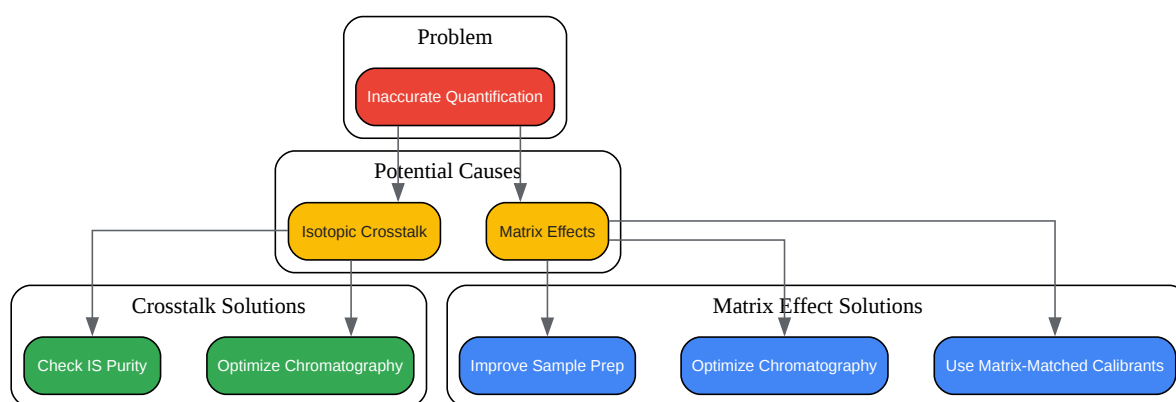 Problem
Inaccurate Quantification
Potential Causes
Isotopic Crosstalk
Matrix Effects
Crosstalk Solutions
Matrix Effect Solutions
Check IS Purity
Optimize Chromatography
Improve Sample Prep
Optimize Chromatography
Use Matrix-Matched Calibrants